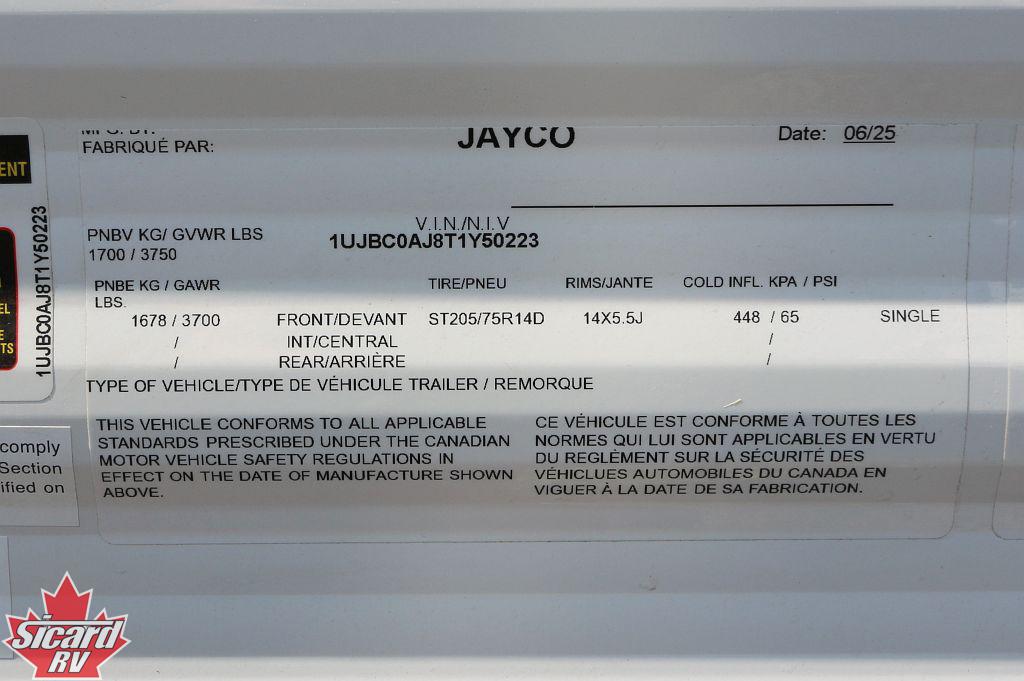 MFG. BY:
FABRIQUÉ PAR:
JAYCO
Date: 06/25
V.I.N./N.I.V
1UJBC0AJ8T1Y50223
PNBV KG/ GVWR LBS
1700 / 3750
PNBE KG / GAWR
LBS.
TIRE/PNEU
RIMS/JANTE
COLD INFL. KPA / PSI
1678 / 3700 FRONT/DEVANT ST205/75R14D 14X5.5J 448 / 65 SINGLE
/ INT/CENTRAL /
/ REAR/ARRIÈRE /
TYPE OF VEHICLE/TYPE DE VÉHICULE TRAILER / REMORQUE
THIS VEHICLE CONFORMS TO ALL APPLICABLE
STANDARDS PRESCRIBED UNDER THE CANADIAN
MOTOR VEHICLE SAFETY REGULATIONS IN
EFFECT ON THE DATE OF MANUFACTURE SHOWN
ABOVE.
CE VÉHICULE EST CONFORME À TOUTES LES
NORMES QUI LUI SONT APPLICABLES EN VERTU
DU REGLÈMENT SUR LA SÉCURITÉ DES
VÉHICLUES AUTOMOBILES DU CANADA EN
VIGUER À LA DATE DE SA FABRICATION.
1UJBC0AJ8T1Y50223
ENT
EL
E
TS
comply
Section
ified on
Sicard
RV